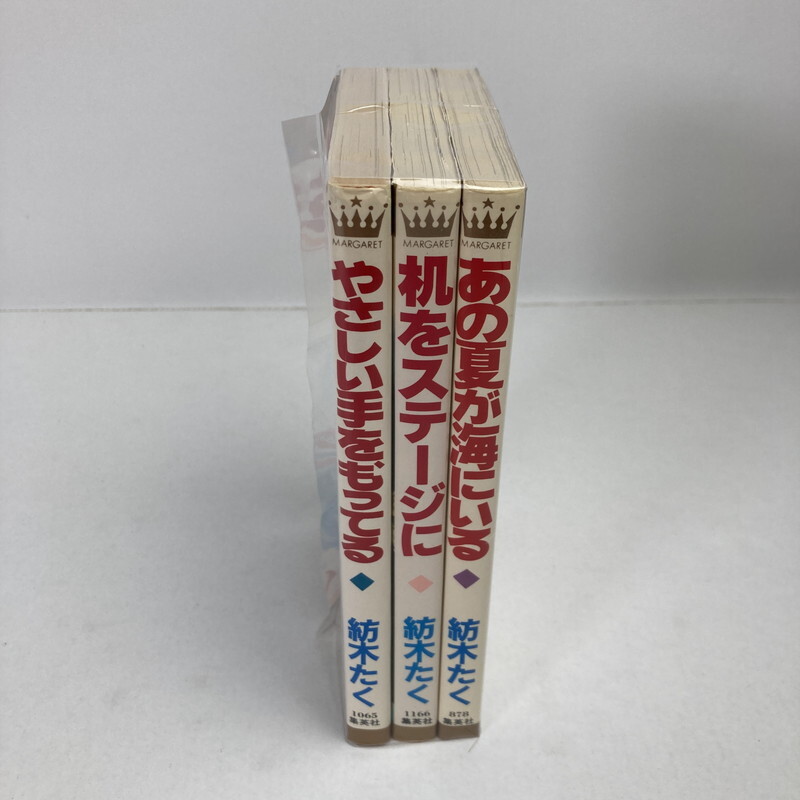 MARGARET
やさしい手をもってる
紡木たく
1065
集英社
MARGARET
机をステージに
紡木たく
1166
集英社
MARGARET
あの夏が海にいる
紡木たく
878
集英社